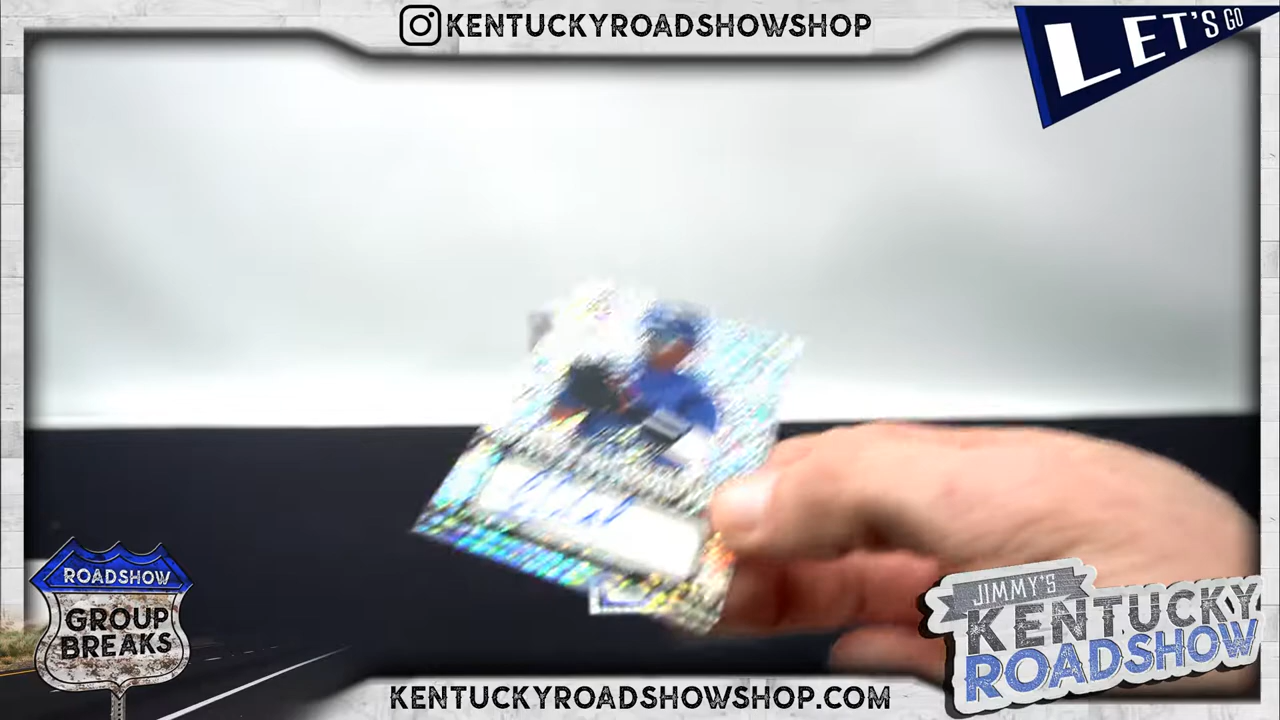 KENTUCKYROADSHOWSHOP
LET'S GO
ROADSHOW
GROUP
BREAKS
JIMMY'S
KENTUCKY
ROADSHOW
KENTUCKYROADSHOWSHOP.COM